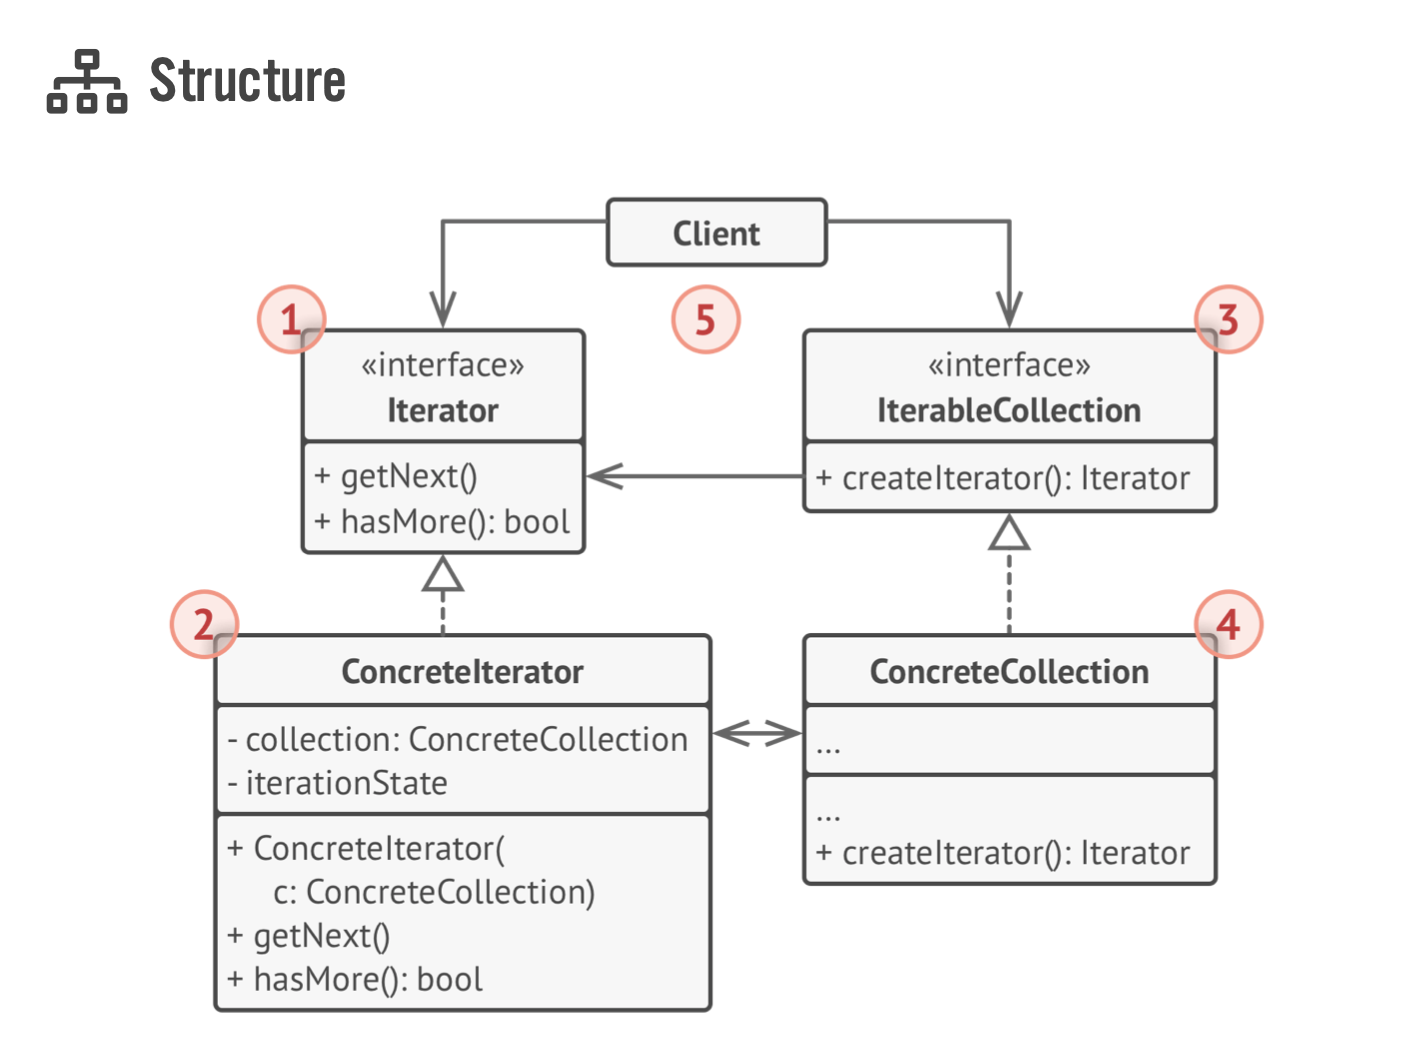 Structure
Client
1
5
3
«interface»
Iterator
+ getNext()
+ hasMore(): bool
«interface»
IterableCollection
+ createIterator(): Iterator
2
ConcreteIterator
- collection: ConcreteCollection
- iterationState
+ ConcreteIterator(
c: ConcreteCollection)
+ getNext()
+ hasMore(): bool
4
ConcreteCollection
...
...
+ createIterator(): Iterator